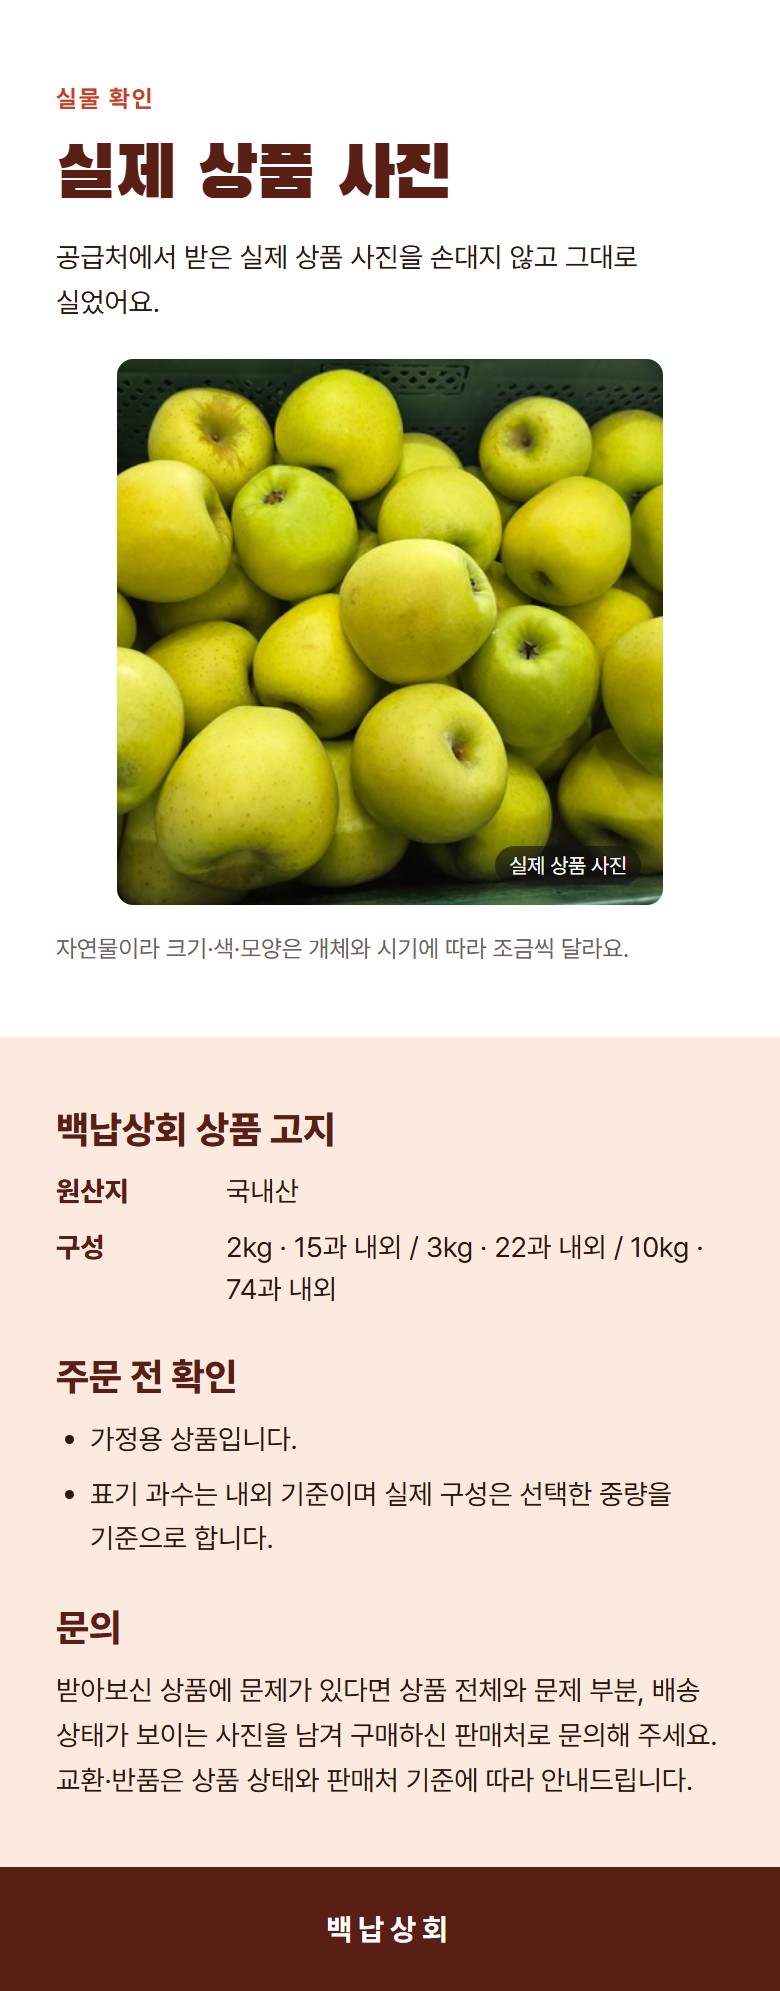 실물 확인
실제 상품 사진
공급처에서 받은 실제 상품 사진을 손대지 않고 그대로
실었어요.
실제 상품 사진
자연물이라 크기·색·모양은 개체와 시기에 따라 조금씩 달라요.
백납상회 상품 고지
원산지 국내산
구성 2kg · 15과 내외 / 3kg · 22과 내외 / 10kg ·
74과 내외
주문 전 확인
• 가정용 상품입니다.
• 표기 과수는 내외 기준이며 실제 구성은 선택한 중량을
기준으로 합니다.
문의
받아보신 상품에 문제가 있다면 상품 전체와 문제 부분, 배송
상태가 보이는 사진을 남겨 구매하신 판매처로 문의해 주세요.
교환·반품은 상품 상태와 판매처 기준에 따라 안내드립니다.
백납상회